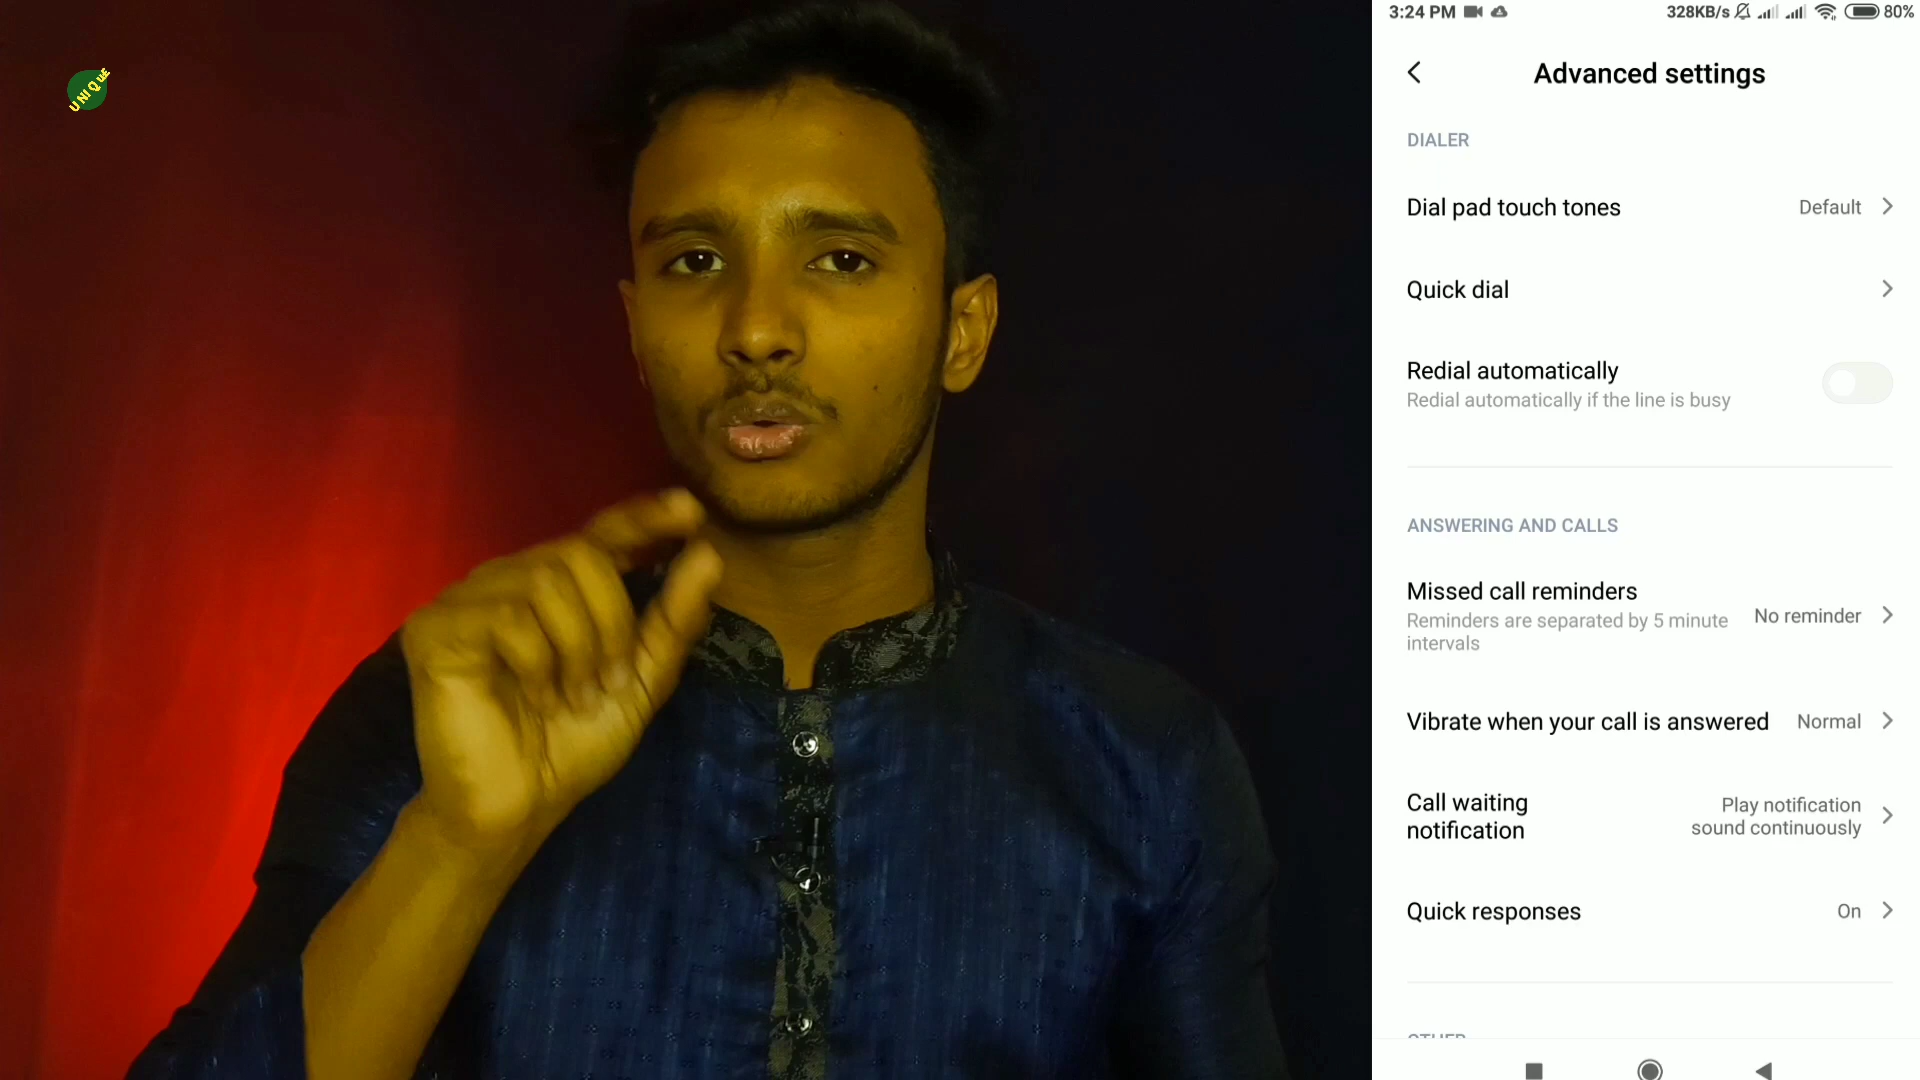 UNIQUE
3:24 PM 328KB/s 80%
Advanced settings
DIALER
Dial pad touch tones Default
Quick dial
Redial automatically
Redial automatically if the line is busy
ANSWERING AND CALLS
Missed call reminders
Reminders are separated by 5 minute No reminder
intervals
Vibrate when your call is answered Normal
Call waiting Play notification
notification sound continuously
Quick responses On
OTHER